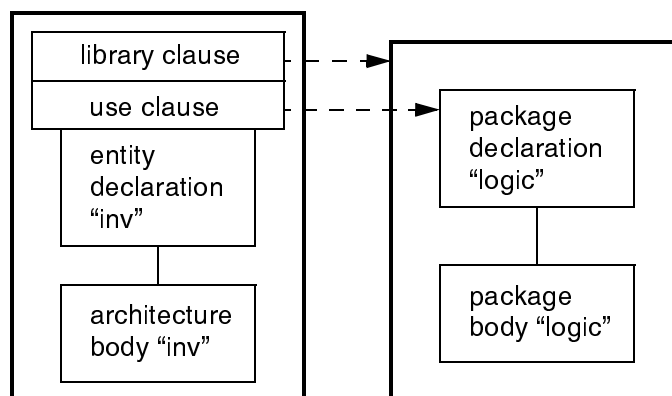 library clause
use clause
entity
declaration
“inv”
architecture
body “inv”
package
declaration
“logic”
package
body “logic”